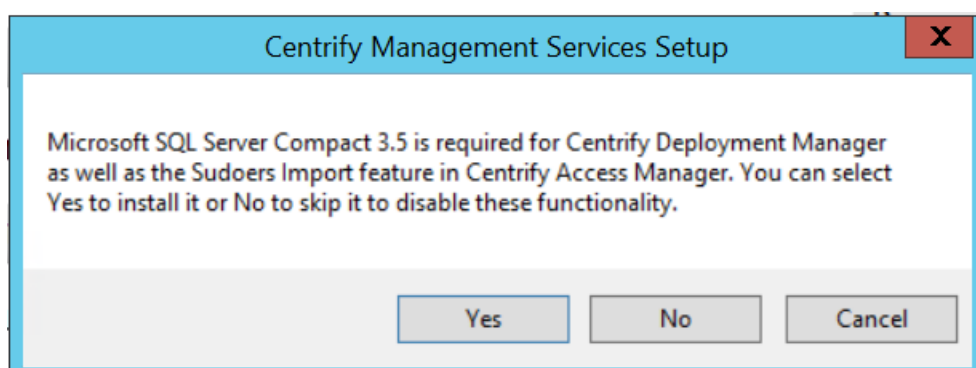 Centrify Management Services Setup
X
Microsoft SQL Server Compact 3.5 is required for Centrify Deployment Manager
as well as the Sudoers Import feature in Centrify Access Manager. You can select
Yes to install it or No to skip it to disable these functionality.
Yes No Cancel